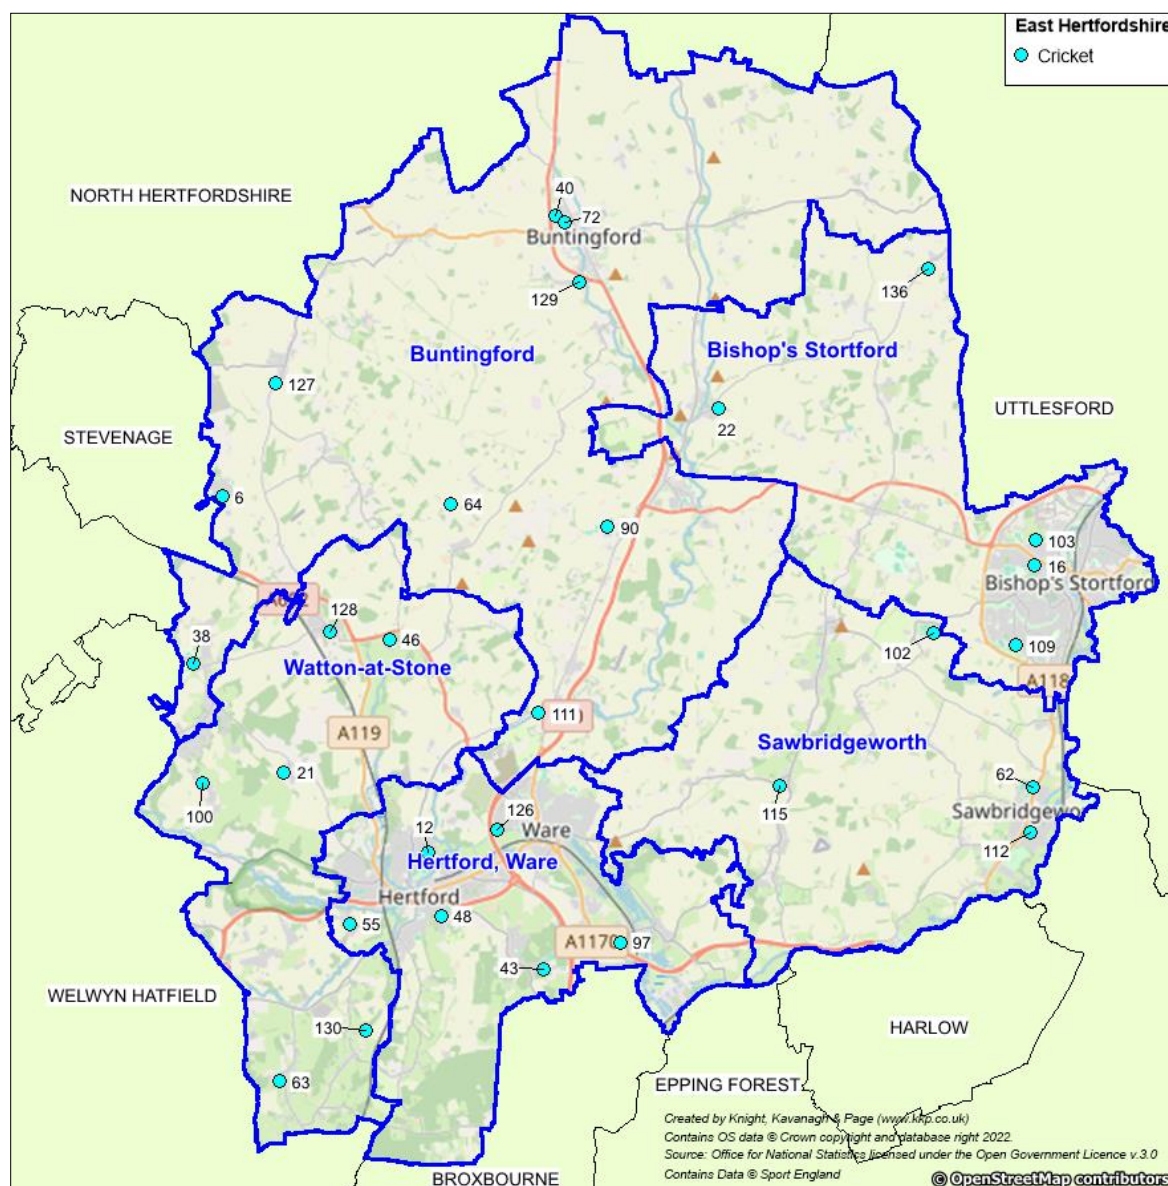 East Hertfordshire
Cricket
NORTH HERTFORDSHIRE
40
72
Buntingford
129
136
Buntingford
Bishop's Stortford
127
22
UTTLESFORD
STEVENAGE
6
64
90
103
16
Bishop's Stortford
128
46
38
102
109
Watton-at-Stone
A118
111
A119
Sawbridgeworth
21
100
62
115
Sawbridgewor
126
Ware
12
112
Hertford, Ware
Hertford
55
48
A1170
97
43
WELWYN HATFIELD
130
HARLOW
63
EPPING FOREST
Created by Knight, Kavanagh & Page (www.kkp.co.uk)
Contains OS data © Crown copyright and database right 2022.
Source: Office for National Statistics licensed under the Open Government Licence v.3.0
Contains Data © Sport England
BROXBOURNE
© OpenStreetMap contributors